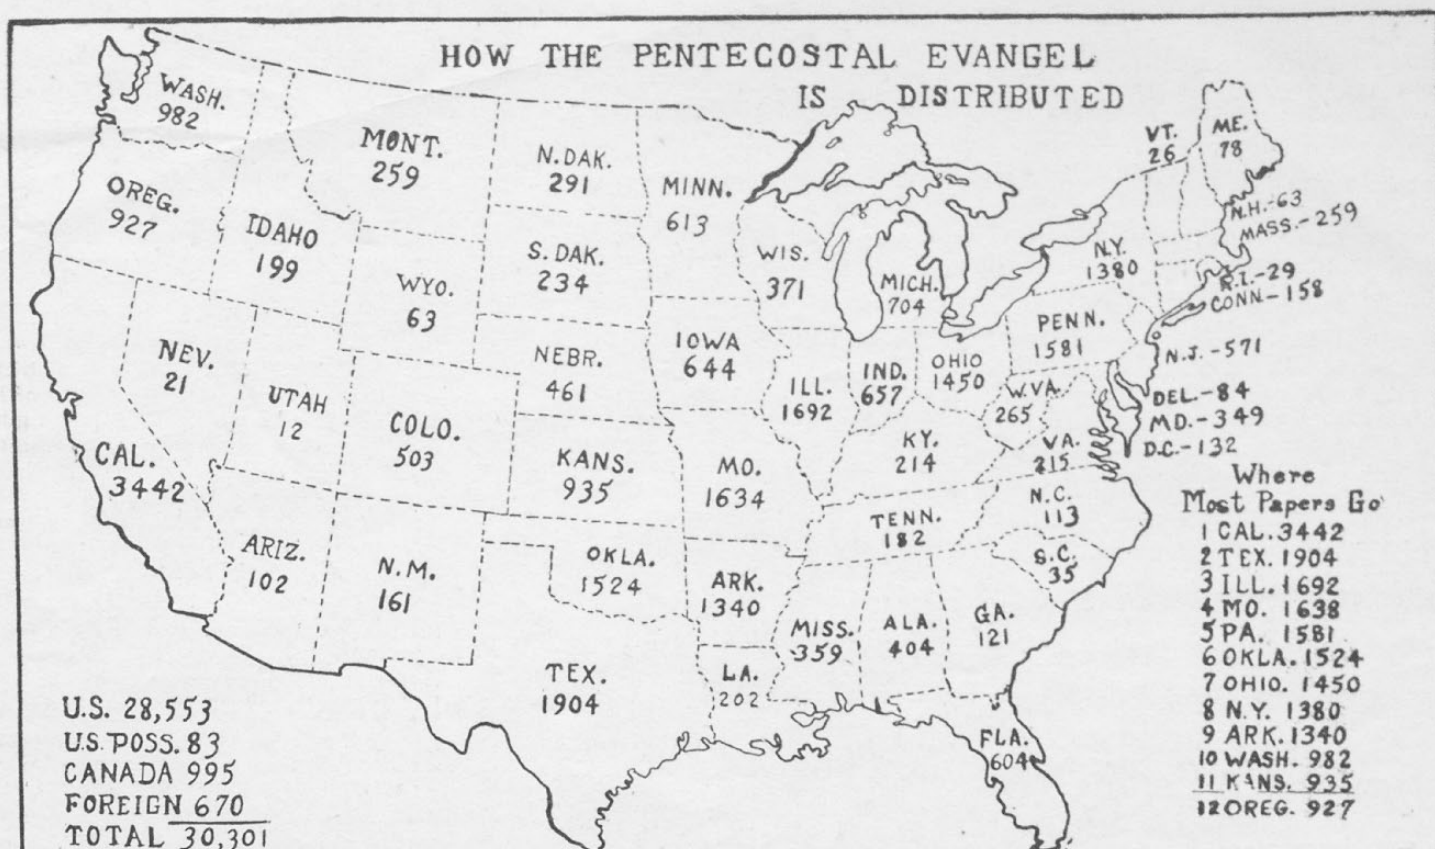 HOW THE PENTECOSTAL EVANGEL
IS DISTRIBUTED
WASH.
982
OREG.
927
CAL.
3442
NEV.
21
IDAHO
199
MONT.
259
WYO.
63
UTAH
12
ARIZ.
102
COLO.
503
N.M.
161
N.DAK.
291
S.DAK.
234
NEBR.
461
KANS.
935
OKLA.
1524
TEX.
1904
MINN.
613
IOWA
644
MO.
1634
ARK.
1340
LA.
202
WIS.
371
ILL.
1692
MICH.
704
IND.
657
OHIO
1450
KY.
214
TENN.
182
MISS.
359
ALA.
404
GA.
121
FLA.
604
S.C.
35
N.C.
113
VA.
215
W.VA.
265
PENN.
1581
N.Y.
1380
VT.
26
ME.
78
N.H.-63
MASS.-259
R.I.-29
CONN-158
N.J.-571
DEL.-84
MD.-349
D.C.-132
Where
Most Papers Go
1 CAL. 3442
2 TEX. 1904
3 ILL. 1692
4 MO. 1638
5 PA. 1581
6 OKLA. 1524
7 OHIO. 1450
8 N.Y. 1380
9 ARK. 1340
10 WASH. 982
11 KANS. 935
12 OREG. 927
U.S. 28,553
U.S. POSS. 83
CANADA 995
FOREIGN 670
TOTAL 30,301